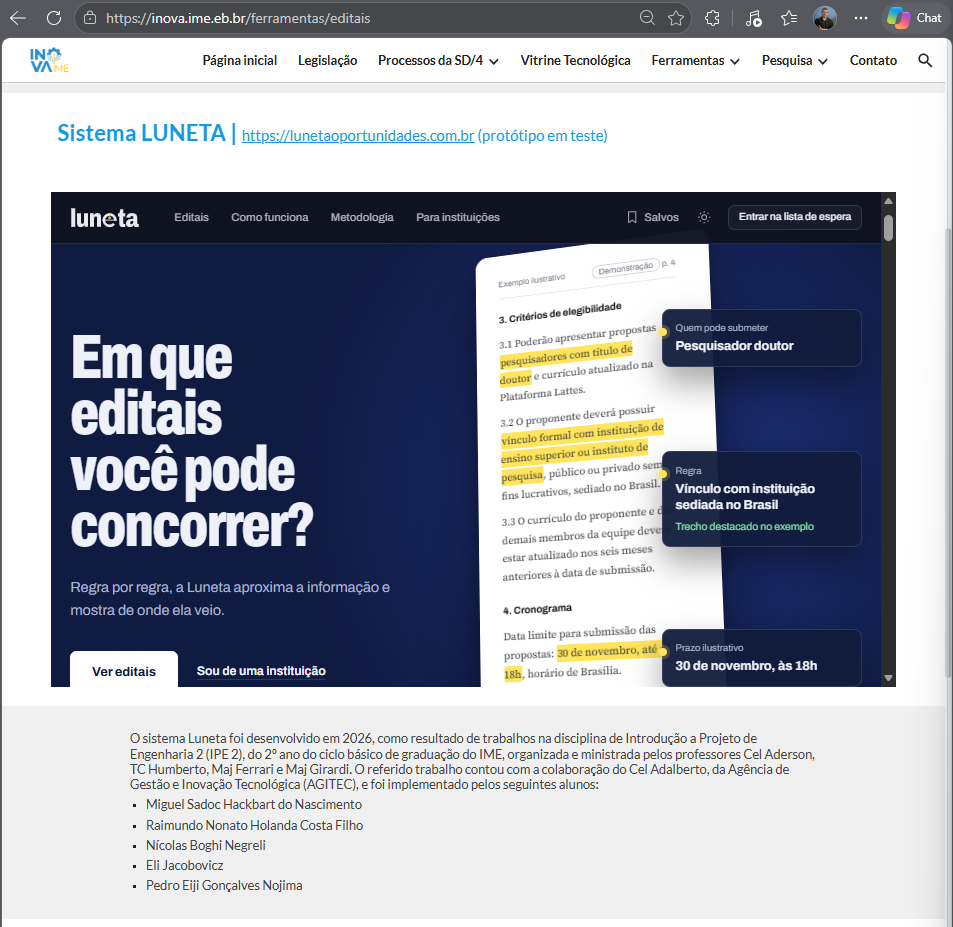 https://inova.ime.eb.br/ferramentas/editais
Chat
INOVA IME
Página inicial Legislação Processos da SD/4 Vitrine Tecnológica Ferramentas Pesquisa Contato
Sistema LUNETA | https://lunetaoportunidades.com.br (protótipo em teste)
luneta Editais Como funciona Metodologia Para instituições Salvos Entrar na lista de espera
Em que
editais
você pode
concorrer?
Regra por regra, a Luneta aproxima a informação e
mostra de onde ela veio.
Ver editais Sou de uma instituição
Exemplo ilustrativo Demonstração p. 4
3. Critérios de elegibilidade
3.1 Poderão apresentar propostas
pesquisadores com título de
doutor e currículo atualizado na
Plataforma Lattes.
3.2 O proponente deverá possuir
vínculo formal com instituição de
ensino superior ou instituto de
pesquisa, público ou privado sem
fins lucrativos, sediado no Brasil.
3.3 O currículo do proponente e d
demais membros da equipe deve
estar atualizado nos seis meses
anteriores à data de submissão.
4. Cronograma
Data limite para submissão das
propostas: 30 de novembro, até
18h, horário de Brasília.
Quem pode submeter
Pesquisador doutor
Regra
Vínculo com instituição
sediada no Brasil
Trecho destacado no exemplo
Prazo ilustrativo
30 de novembro, às 18h
O sistema Luneta foi desenvolvido em 2026, como resultado de trabalhos na disciplina de Introdução a Projeto de
Engenharia 2 (IPE 2), do 2º ano do ciclo básico de graduação do IME, organizada e ministrada pelos professores Cel Aderson,
TC Humberto, Maj Ferrari e Maj Girardi. O referido trabalho contou com a colaboração do Cel Adalberto, da Agência de
Gestão e Inovação Tecnológica (AGITEC), e foi implementado pelos seguintes alunos:
Miguel Sadoc Hackbart do Nascimento
Raimundo Nonato Holanda Costa Filho
Nícolas Boghi Negreli
Eli Jacobovicz
Pedro Eiji Gonçalves Nojima